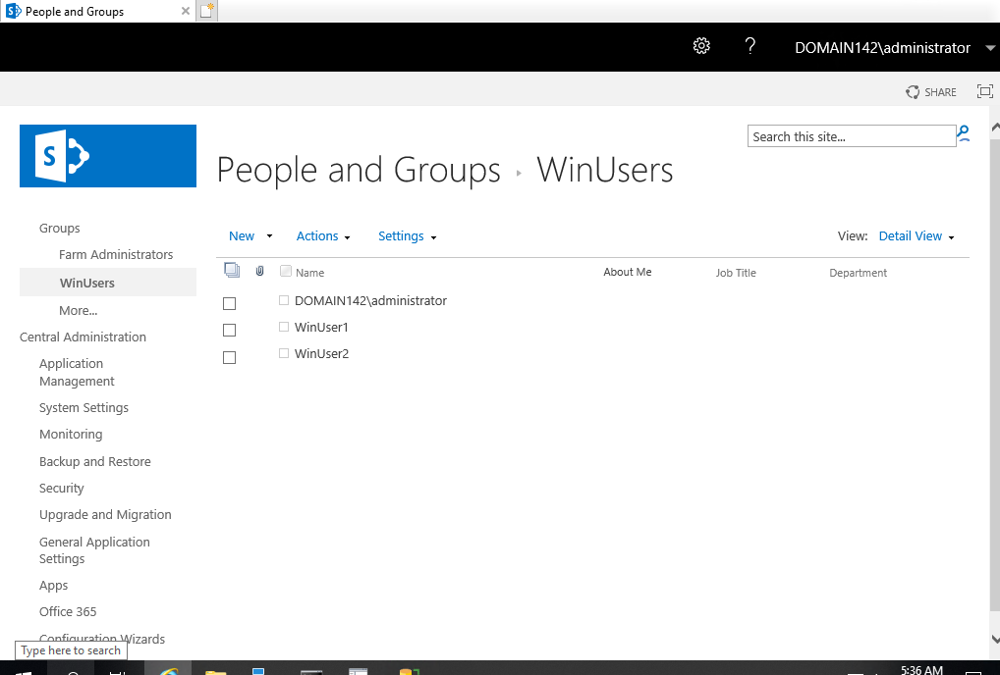 People and Groups
DOMAIN142\administrator
SHARE
Search this site...
S
People and Groups ▸ WinUsers
Groups
Farm Administrators
WinUsers
More...
Central Administration
Application
Management
System Settings
Monitoring
Backup and Restore
Security
Upgrade and Migration
General Application
Settings
Apps
Office 365
Configuration Wizards
New Actions Settings View: Detail View
Name About Me Job Title Department
DOMAIN142\administrator
WinUser1
WinUser2
Type here to search
5:36 AM